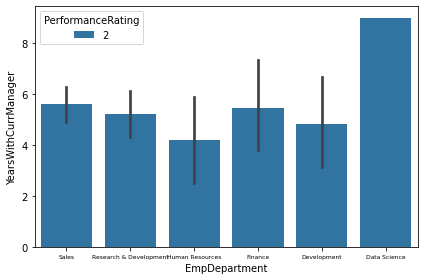 PerformanceRating
2
8
6
4
2
0
YearsWithCurrManager
Sales Research & Development Human Resources Finance Development Data Science
EmpDepartment